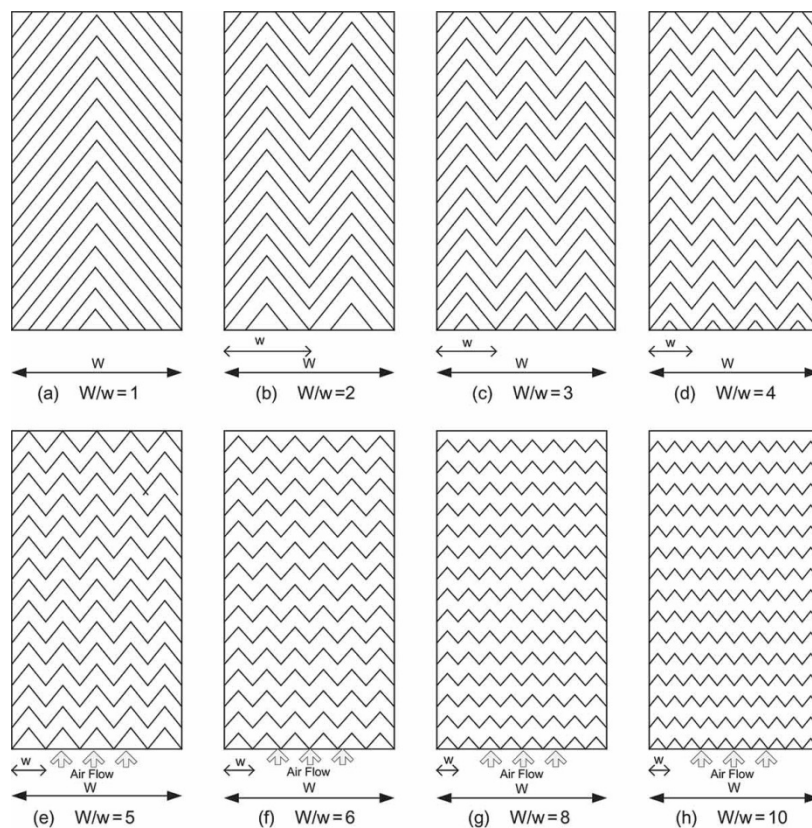 W
(a) W/w = 1
w
W
(b) W/w =2
w
W
(c) W/w = 3
w
W
(d) W/w = 4
w
Air Flow
W
(e) W/w = 5
w
Air Flow
W
(f) W/w = 6
w
Air Flow
W
(g) W/w = 8
w
Air Flow
W
(h) W/w = 10